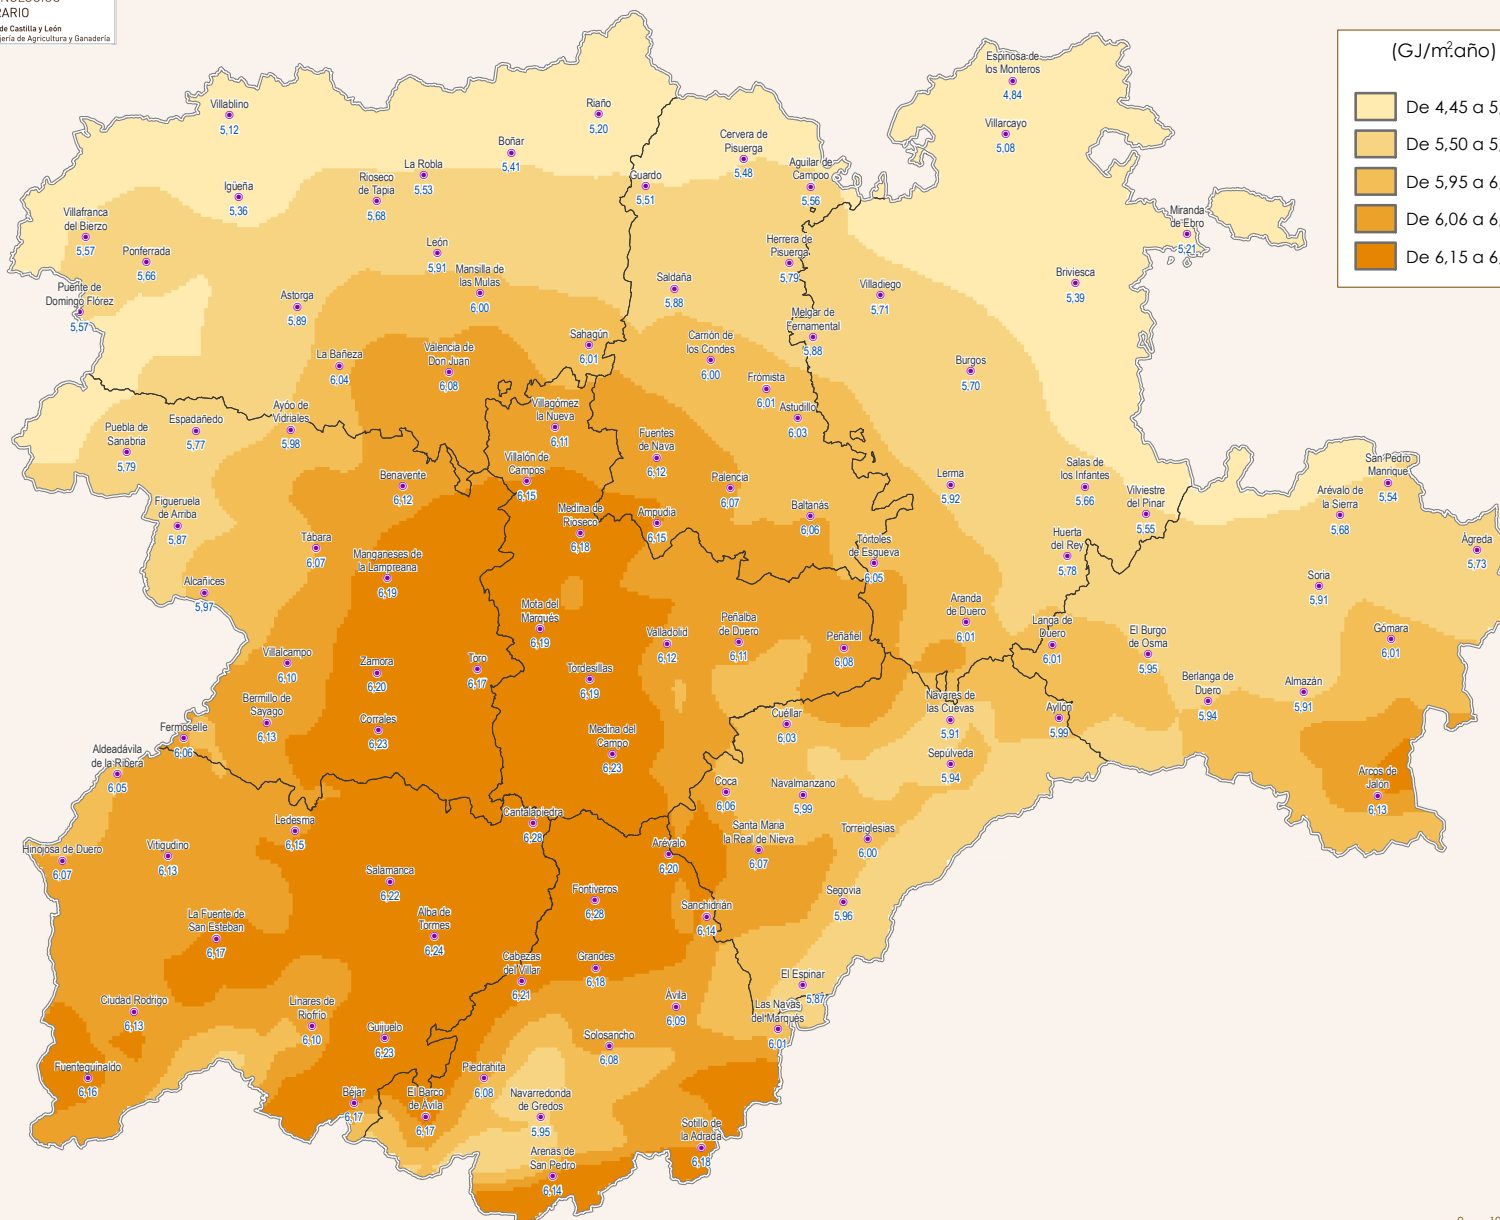 RARIO
de Castilla y León
jería de Agricultura y Ganadería
(GJ/m².año)
De 4,45 a 5,
De 5,50 a 5,
De 5,95 a 6,
De 6,06 a 6,
De 6,15 a 6,
Espinosa de
los Monteros
4,84
Villarcayo
5,08
Villablino
5,12
Riaño
5,20
Boñar
5,41
Cervera de
Pisuerga
5,48
La Robla
5,53
Aguilar de
Campoo
5,56
Rioseco
de Tapia
5,68
Guardo
5,51
Igüeña
5,36
Villafranca
del Bierzo
5,57
Miranda
de Ebro
5,21
Ponferrada
5,66
León
5,91
Herrera de
Pisuerga
5,79
Mansilla de
las Mulas
6,00
Saldaña
5,88
Villadiego
5,71
Briviesca
5,39
Puente de
Domingo Flórez
5,57
Astorga
5,89
Melgar de
Fernamental
5,88
Sahagún
6,01
Carrión de
los Condes
6,00
La Bañeza
6,04
Valencia de
Don Juan
6,08
Burgos
5,70
Frómista
6,01
Astudillo
6,03
Villagómez
la Nueva
6,11
Ayóo de
Vidriales
5,98
Espadañedo
5,77
Puebla de
Sanabria
5,79
Fuentes
de Nava
6,12
Villalón de
Campos
6,15
Benavente
6,12
Palencia
6,07
Lerma
5,92
Salas de
los Infantes
5,66
San Pedro
Manrique
5,54
Vilviestre
del Pinar
5,55
Arévalo de
la Sierra
5,68
Figueruela
de Arriba
5,87
Medina de
Rioseco
6,18
Ampudia
6,15
Baltanás
6,06
Huerta
del Rey
5,78
Ágreda
5,73
Tábara
6,07
Manganeses de
la Lampreana
6,19
Tórtoles
de Esgueva
6,05
Soria
5,91
Alcañices
5,97
Mota del
Marqués
6,19
Aranda
de Duero
6,01
Peñalba
de Duero
6,11
Valladolid
6,12
Peñafiel
6,08
Langa de
Duero
6,01
El Burgo
de Osma
5,95
Gómara
6,01
Villalcampo
6,10
Zamora
6,20
Toro
6,17
Tordesillas
6,19
Berlanga de
Duero
5,94
Almazán
5,91
Bermillo de
Sayago
6,13
Corrales
6,23
Cuéllar
6,03
Navares de
las Cuevas
5,91
Ayllón
5,99
Fermoselle
6,06
Medina del
Campo
6,23
Sepúlveda
5,94
Aldeadávila
de la Ribera
6,05
Coca
6,06
Navalmanzano
5,99
Arcos de
Jalón
6,13
Cantalapiedra
6,28
Ledesma
6,15
Santa Maria
la Real de Nieva
6,07
Torreiglesias
6,00
Hinojosa de Duero
6,07
Vitigudino
6,13
Arévalo
6,20
Salamanca
6,22
Fontiveros
6,28
Segovia
5,96
La Fuente de
San Esteban
6,17
Alba de
Tormes
6,24
Sanchidrián
6,14
Cabezas
del Villar
6,21
Grandes
6,18
El Espinar
5,87
Ciudad Rodrigo
6,13
Linares de
Riofrío
6,10
Ávila
6,09
Las Navas
del Marqués
6,01
Guijuelo
6,23
Solosancho
6,08
Fuenteguinaldo
6,16
Piedrahita
6,08
Béjar
6,17
El Barco
de Ávila
6,17
Navarredonda
de Gredos
5,95
Sotillo de
la Adrada
6,18
Arenas de
San Pedro
6,14